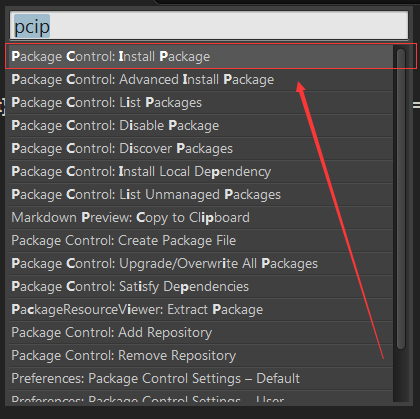 pcip
Package Control: Install Package
Package Control: Advanced Install Package
Package Control: List Packages
Package Control: Disable Package
Package Control: Discover Packages
Package Control: Install Local Dependency
Package Control: List Unmanaged Packages
Markdown Preview: Copy to Clipboard
Package Control: Create Package File
Package Control: Upgrade/Overwrite All Packages
Package Control: Satisfy Dependencies
PackageResourceViewer: Extract Package
Package Control: Add Repository
Package Control: Remove Repository
Preferences: Package Control Settings – Default
Preferences: Package Control Settings – User